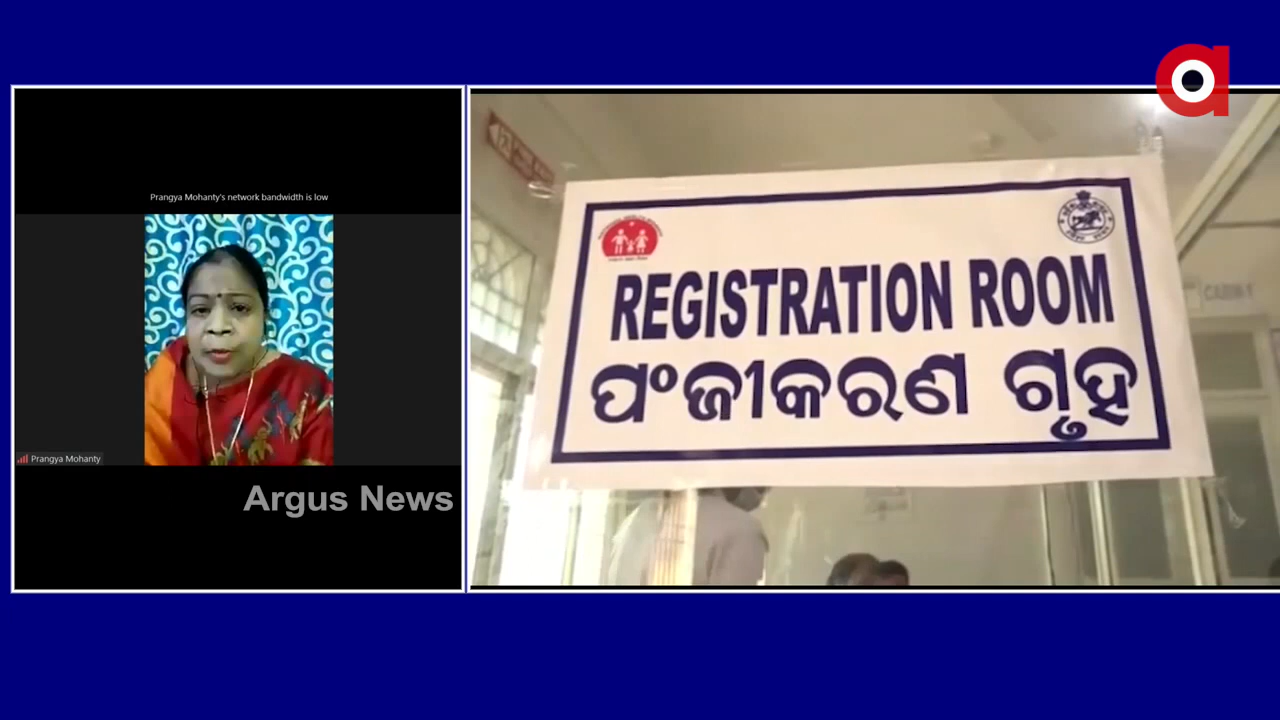 Prangya Mohanty's network bandwidth is low
Prangya Mohanty
Argus News
REGISTRATION ROOM
ପଂଜୀକରଣ ଗୃହ